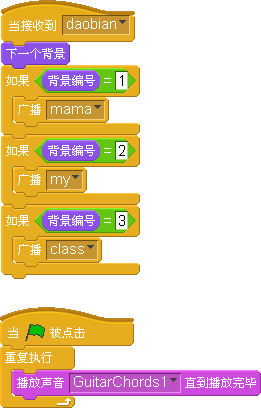 当接收到 daobian
下一个背景
如果 背景编号 = 1
广播 mama
如果 背景编号 = 2
广播 my
如果 背景编号 = 3
广播 class
当 被点击
重复执行
播放声音 GuitarChords1 直到播放完毕